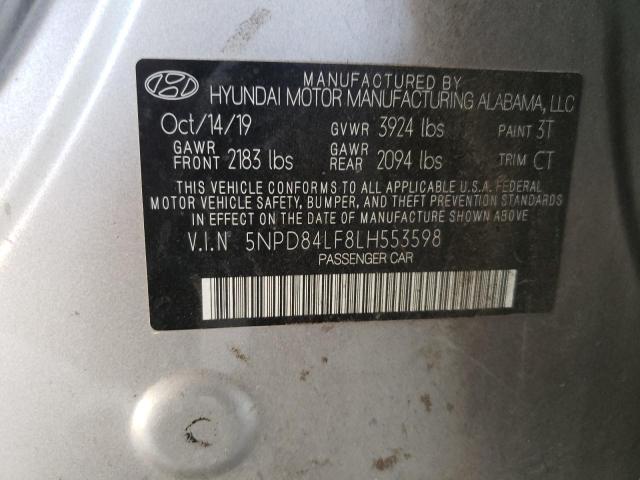 MANUFACTURED BY
HYUNDAI MOTOR MANUFACTURING ALABAMA, LLC
Oct/14/19 GVWR 3924 lbs PAINT 3T
GAWR FRONT 2183 lbs GAWR REAR 2094 lbs TRIM CT
THIS VEHICLE CONFORMS TO ALL APPLICABLE U.S.A. FEDERAL
MOTOR VEHICLE SAFETY, BUMPER, AND THEFT PREVENTION STANDARDS
IN EFFECT ON THE DATE OF MANUFACTURE SHOWN ABOVE.
V.I.N 5NPD84LF8LH553598
PASSENGER CAR